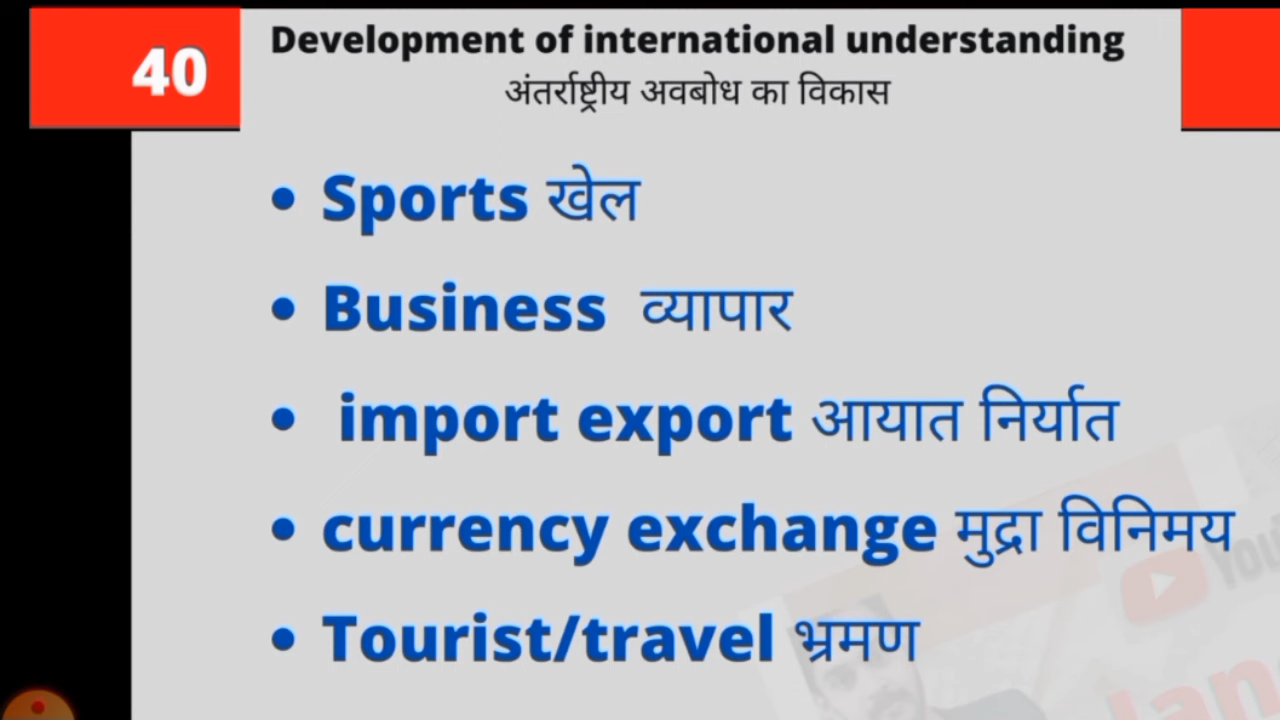 40
Development of international understanding
अंतर्राष्ट्रीय अवबोध का विकास
• Sports खेल
• Business व्यापार
• import export आयात निर्यात
• currency exchange मुद्रा विनिमय
• Tourist/travel भ्रमण